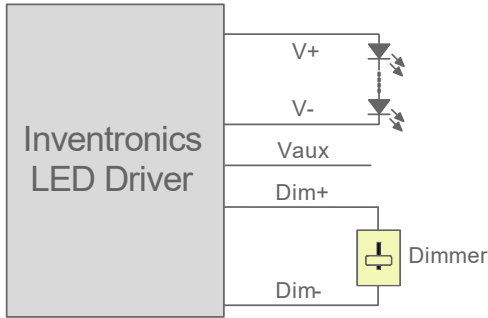 V+
V-
Inventronics
LED Driver
Vaux
Dim+
Dimmer
Dim-